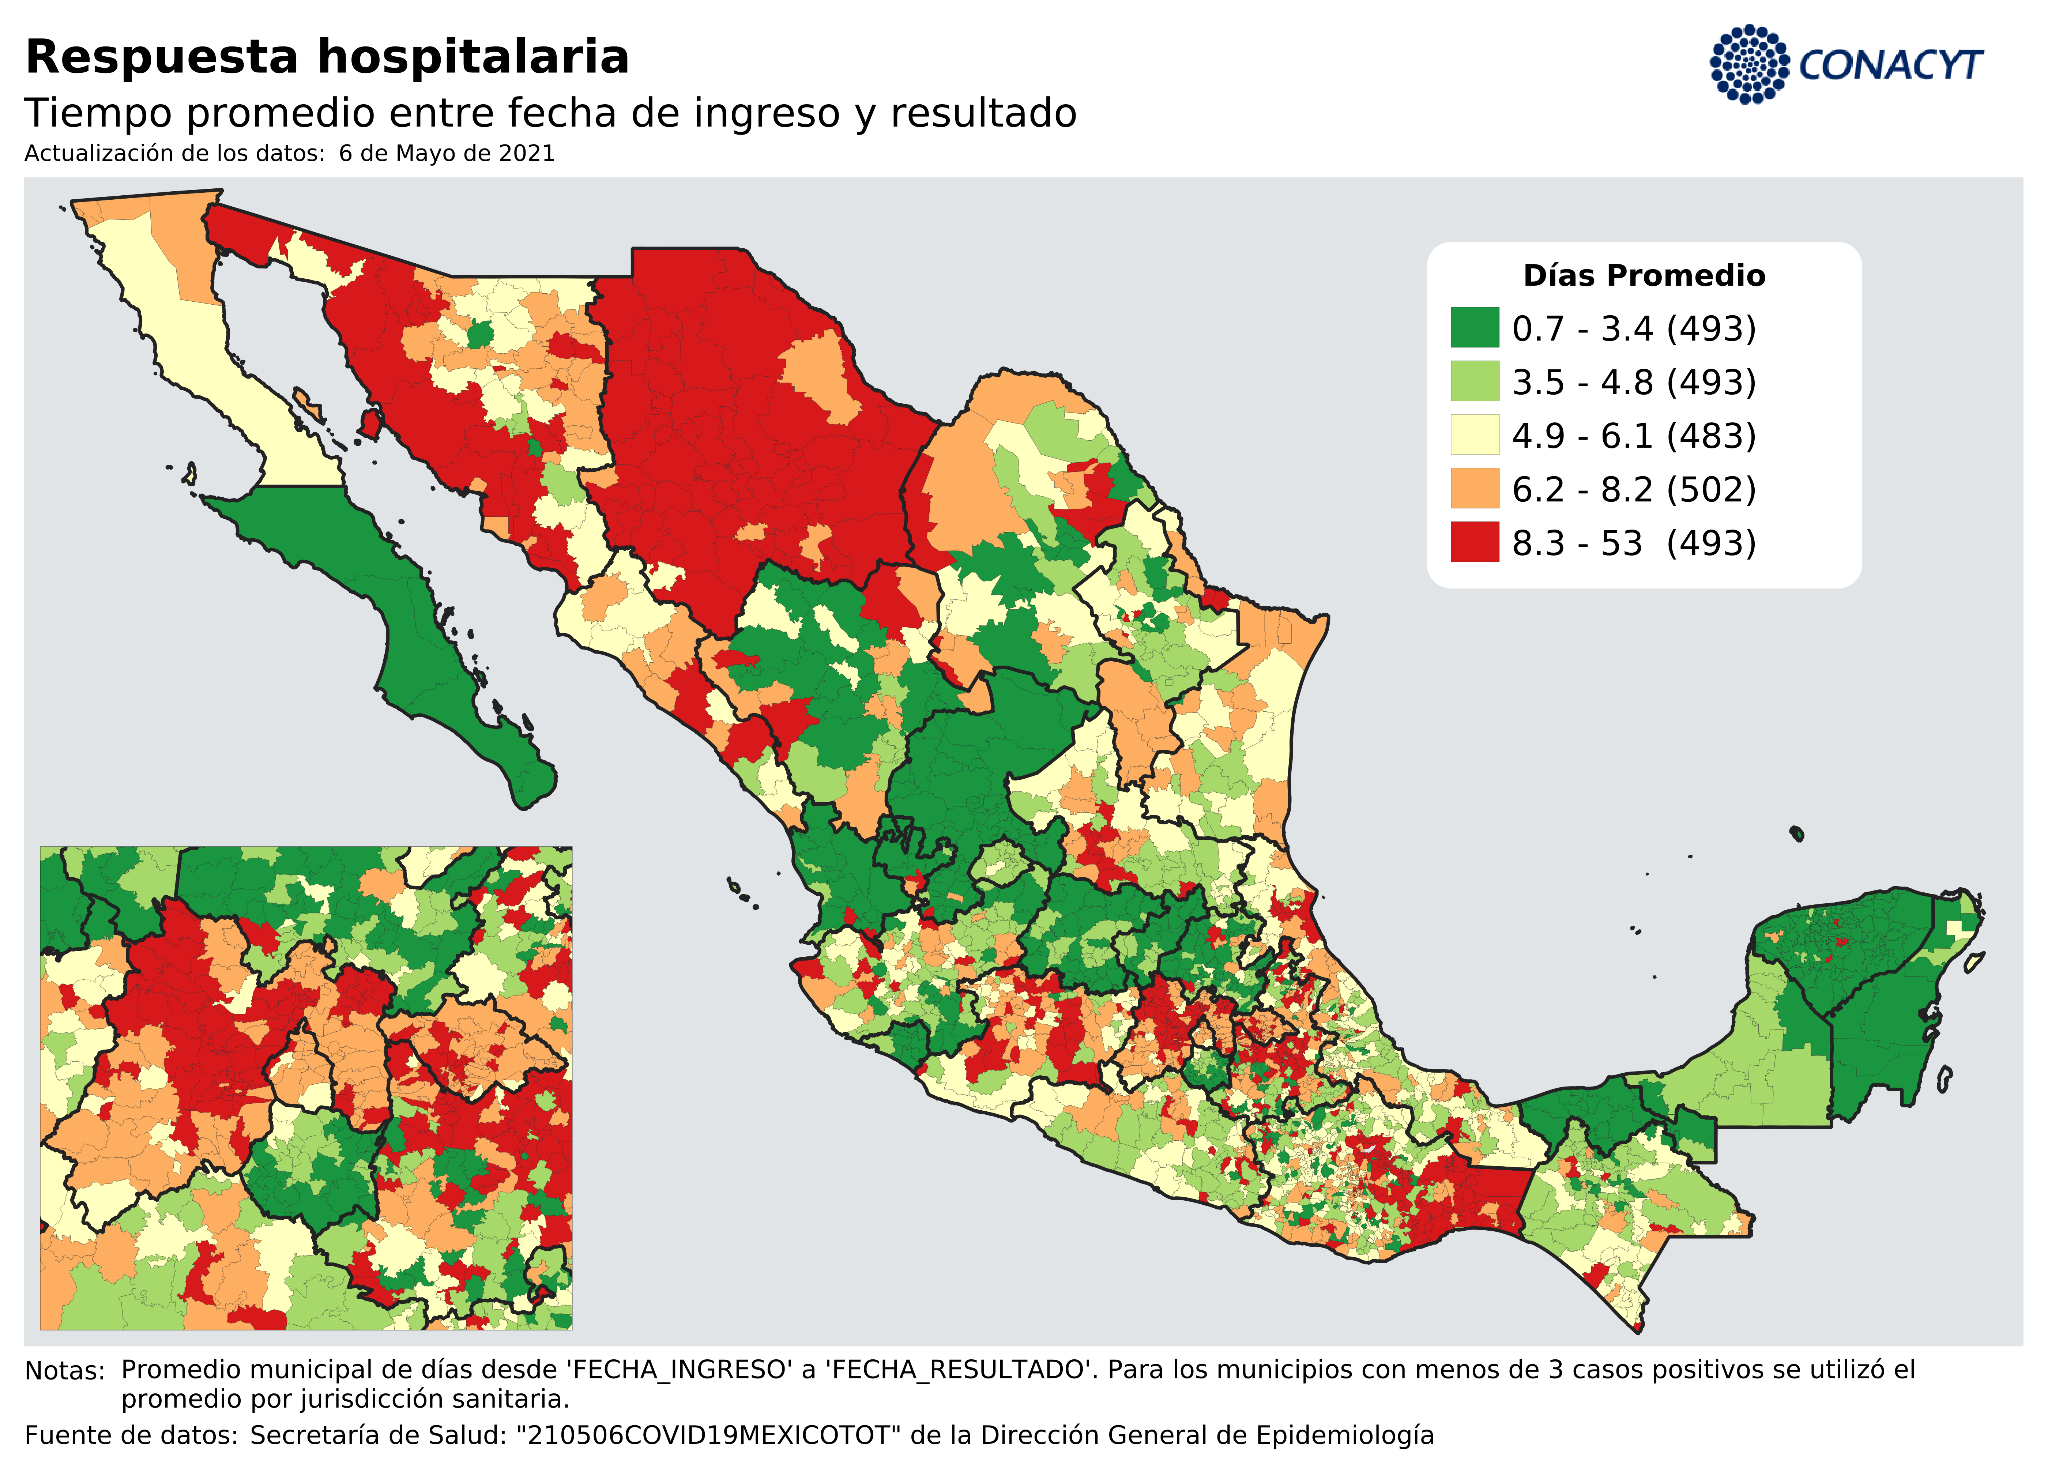 Respuesta hospitalaria
Tiempo promedio entre fecha de ingreso y resultado
Actualización de los datos: 6 de Mayo de 2021
CONACYT
Días Promedio
0.7 - 3.4 (493)
3.5 - 4.8 (493)
4.9 - 6.1 (483)
6.2 - 8.2 (502)
8.3 - 53 (493)
Notas: Promedio municipal de días desde 'FECHA_INGRESO' a 'FECHA_RESULTADO'. Para los municipios con menos de 3 casos positivos se utilizó el
promedio por jurisdicción sanitaria.
Fuente de datos: Secretaría de Salud: "210506COVID19MEXICOTOT" de la Dirección General de Epidemiología